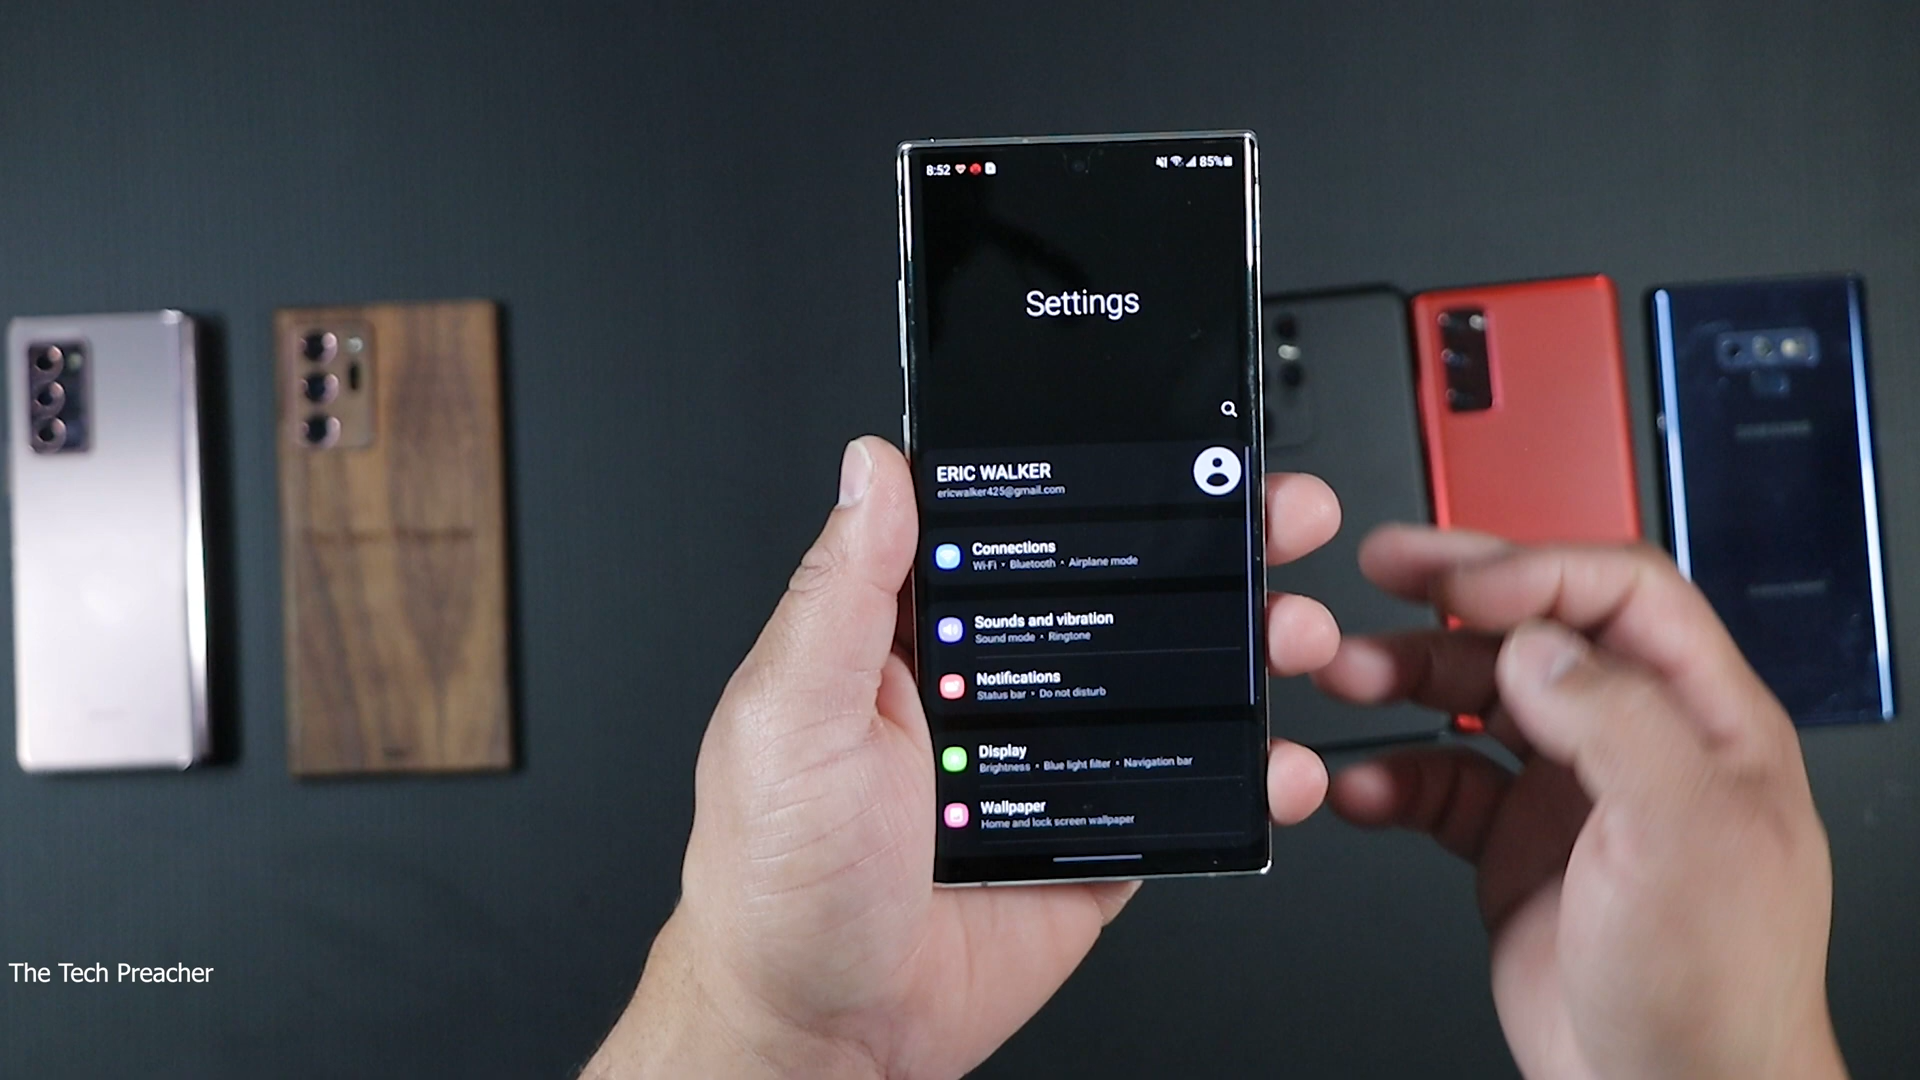 8:52
85%
Settings
ERIC WALKER
ericwalker425@gmail.com
Connections
Wi-Fi • Bluetooth • Airplane mode
Sounds and vibration
Sound mode • Ringtone
Notifications
Status bar • Do not disturb
Display
Brightness • Blue light filter • Navigation bar
Wallpaper
Home and lock screen wallpaper
SAMSUNG
The Tech Preacher